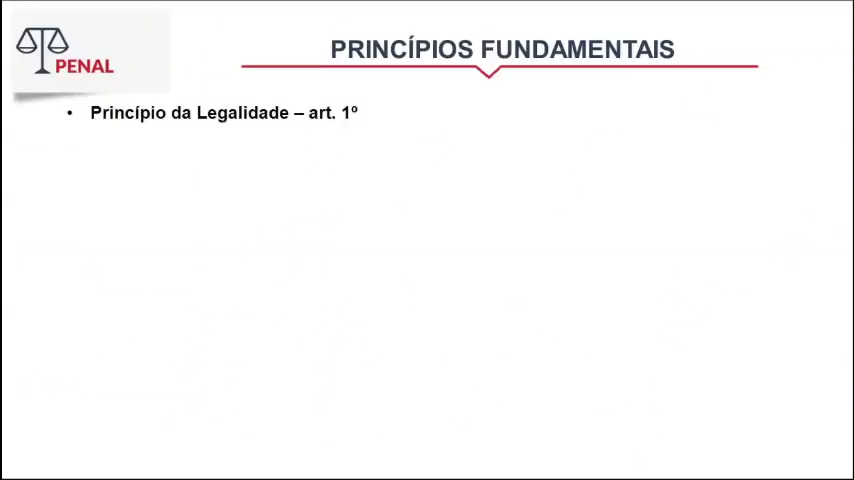 PENAL
PRINCÍPIOS FUNDAMENTAIS
• Princípio da Legalidade – art. 1º